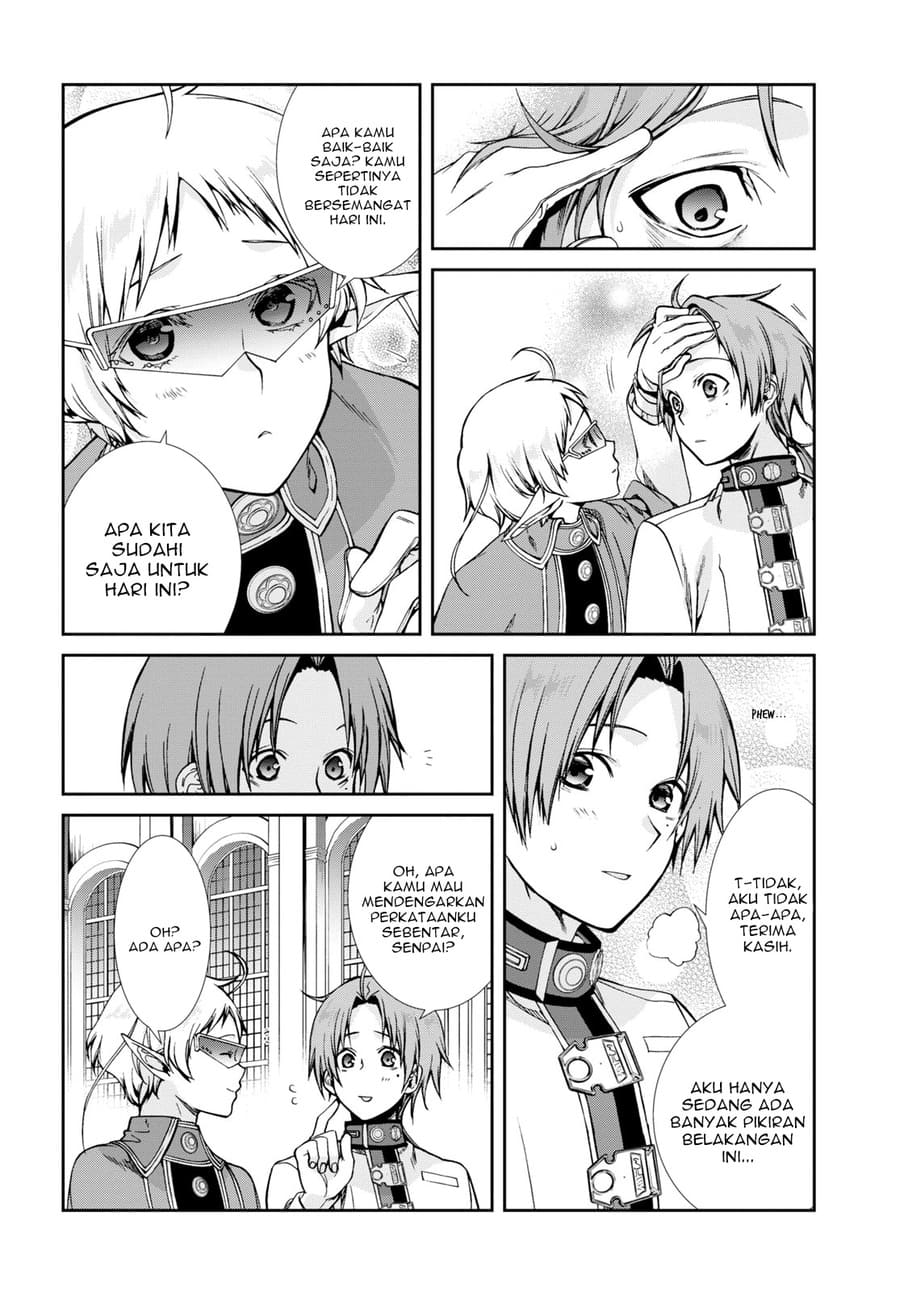 APA KAMU
BAIK-BAIK
SAJA? KAMU
SEPERTINYA
TIDAK
BERSEMANGAT
HARI INI.
APA KITA
SUDAHI
SAJA UNTUK
HARI INI?
PHEW...
T-TIDAK,
AKU TIDAK
APA-APA,
TERIMA
KASIH.
AKU HANYA
SEDANG ADA
BANYAK PIKIRAN
BELAKANGAN
INI...
OH, APA
KAMU MAU
MENDENGARKAN
PERKATAANKU
SEBENTAR,
SENPAI?
OH?
ADA APA?